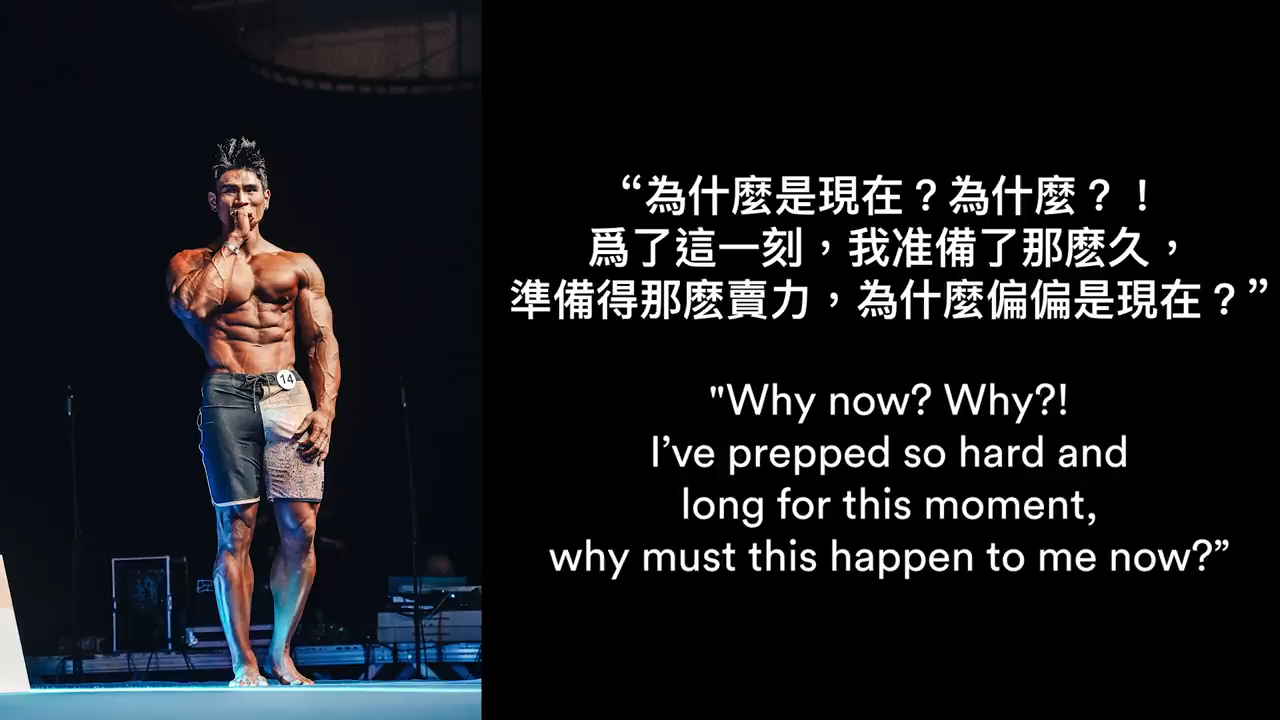 14
“為什麼是現在？為什麼？！
爲了這一刻，我准備了那麽久，
準備得那麽賣力，為什麼偏偏是現在？”
"Why now? Why?!
I’ve prepped so hard and
long for this moment,
why must this happen to me now?”